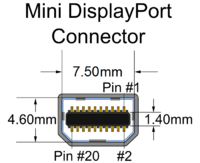 Mini DisplayPort
Connector
7.50mm
Pin #1
4.60mm
1.40mm
Pin #20 #2